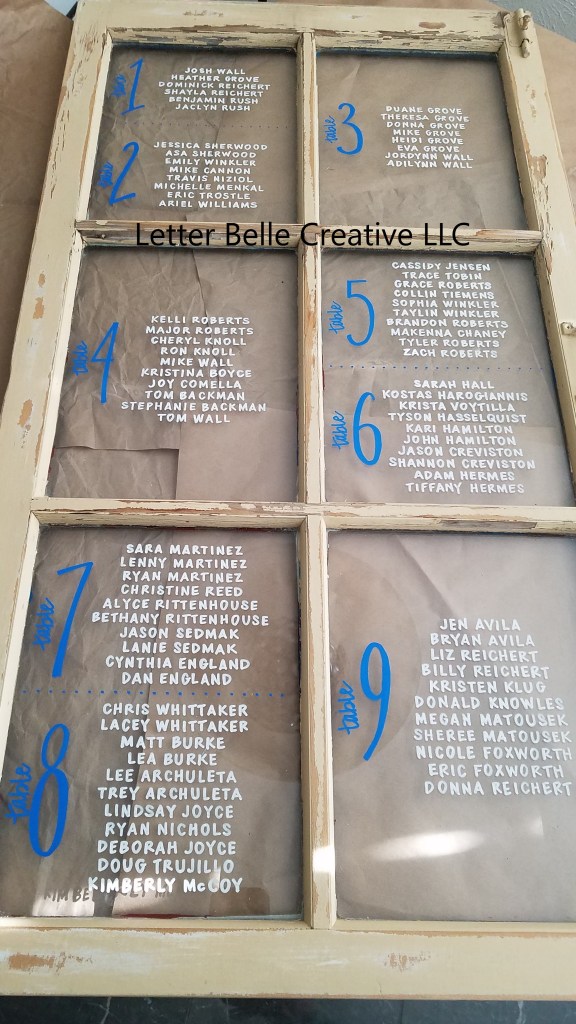 table 1
JOSH WALL
HEATHER GROVE
DOMINICK REICHERT
SHAYLA REICHERT
BENJAMIN RUSH
JACLYN RUSH
table 2
JESSICA SHERWOOD
ASA SHERWOOD
EMILY WINKLER
MIKE CANNON
TRAVIS HIZIOL
MICHELLE MENKAL
ERIC TROSTLE
ARIEL WILLIAMS
table 3
DUANE GROVE
THERESA GROVE
DONNA GROVE
MIKE GROVE
HEIDI GROVE
EVA GROVE
JORDYNN WALL
ADILYNN WALL
Letter Belle Creative LLC
table 4
KELLI ROBERTS
MAJOR ROBERTS
CHERYL KNOLL
RON KNOLL
MIKE WALL
KRISTINA BOYCE
JOY COMELLA
TOM BACKMAN
STEPHANIE BACKMAN
TOM WALL
table 5
CASSIDY JENSEN
TRACE TOBIN
GRACE ROBERTS
COLLIN TIEMENS
SOPHIA WINKLER
TAYLIN WINKLER
BRANDON ROBERTS
MAKENNA CHANEY
TYLER ROBERTS
ZACH ROBERTS
table 6
SARAH HALL
KOSTAS HAROGIANNIS
KRISTA VOYTILLA
TYSON HASSELQUIST
KARI HAMILTON
JOHN HAMILTON
JASON CREVISTON
SHANNON CREVISTON
ADAM HERMES
TIFFANY HERMES
table 7
SARA MARTINEZ
LENNY MARTINEZ
RYAN MARTINEZ
CHRISTINE REED
ALYCE RITTENHOUSE
BETHANY RITTENHOUSE
JASON SEDMAK
LANIE SEDMAK
CYNTHIA ENGLAND
DAN ENGLAND
table 8
CHRIS WHITTAKER
LACEY WHITTAKER
MATT BURKE
LEA BURKE
LEE ARCHULETA
TREY ARCHULETA
LINDSAY JOYCE
RYAN NICHOLS
DEBORAH JOYCE
DOUG TRUJILLO
KIMBERLY McCOY
table 9
JEN AVILA
BRYAN AVILA
LIZ REICHERT
BILLY REICHERT
KRISTEN KLUG
DONALD KNOWLES
MEGAN MATOUSEK
SHEREE MATOUSEK
NICOLE FOXWORTH
ERIC FOXWORTH
DONNA REICHERT